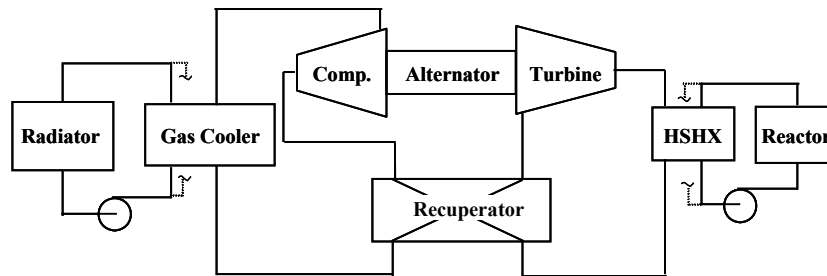 Comp.
Alternator
Turbine
Radiator
Gas Cooler
HSHX
Reactor
Recuperator